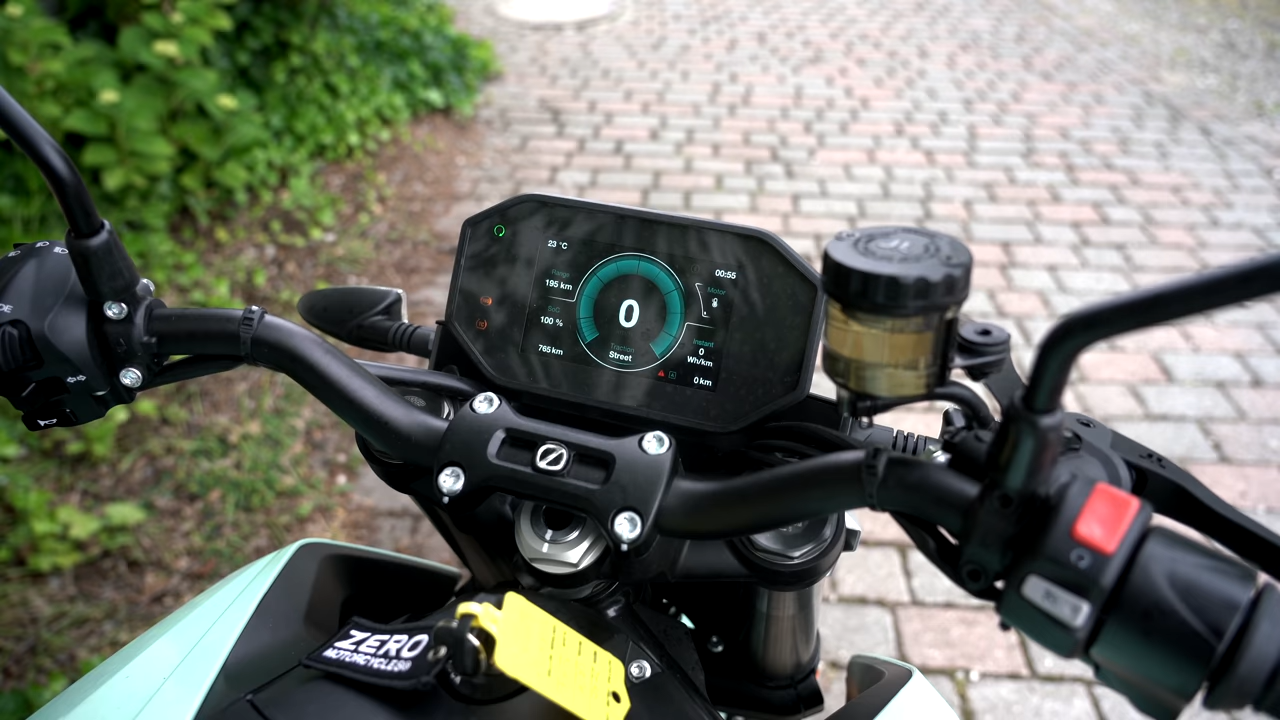 23 °C
00:55
Range
195 km
Motor
SoC
100 %
0
Instant
0
Wh/km
765 km
Traction
Street
0 km
ZERO
MOTORCYCLES